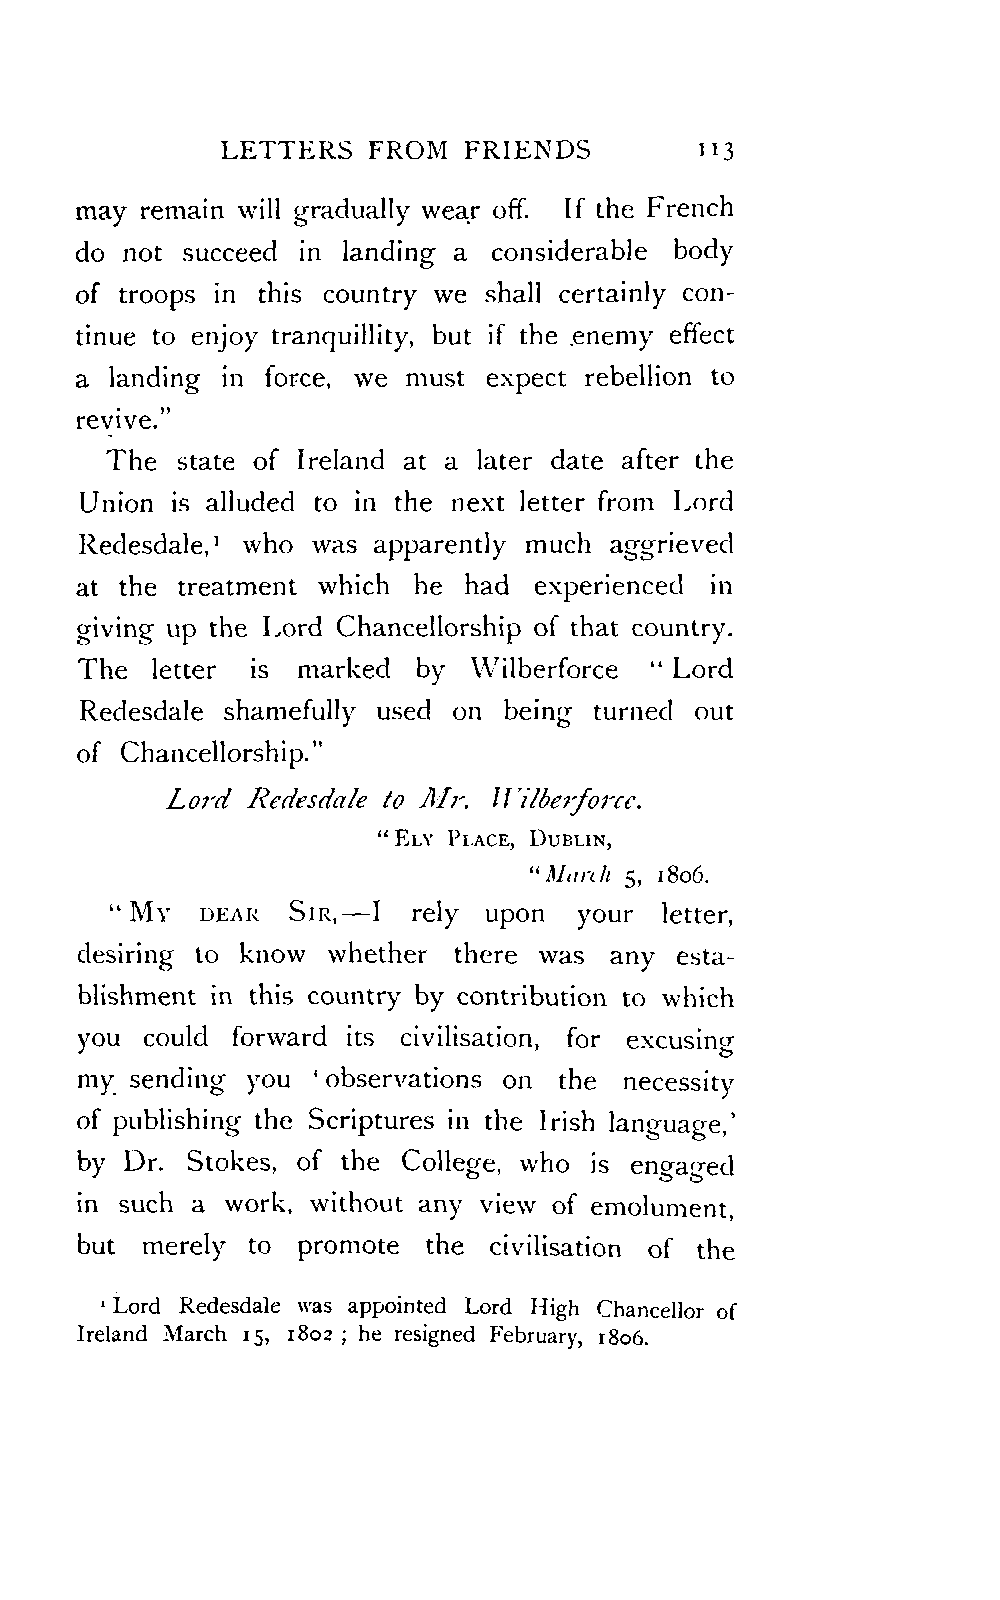 LETTERS FROM FRIENDS 113
may remain will gradually wear off. If the French
do not succeed in landing a considerable body
of troops in this country we shall certainly con-
tinue to enjoy tranquillity, but if the enemy effect
a landing in force, we must expect rebellion to
revive."
The state of Ireland at a later date after the
Union is alluded to in the next letter from Lord
Redesdale,¹ who was apparently much aggrieved
at the treatment which he had experienced in
giving up the Lord Chancellorship of that country.
The letter is marked by Wilberforce "Lord
Redesdale shamefully used on being turned out
of Chancellorship."
Lord Redesdale to Mr. Wilberforce.
"ELY PLACE, DUBLIN,
"March 5, 1806.
"MY DEAR SIR,—I rely upon your letter,
desiring to know whether there was any esta-
blishment in this country by contribution to which
you could forward its civilisation, for excusing
my sending you 'observations on the necessity
of publishing the Scriptures in the Irish language,'
by Dr. Stokes, of the College, who is engaged
in such a work, without any view of emolument,
but merely to promote the civilisation of the
¹ Lord Redesdale was appointed Lord High Chancellor of
Ireland March 15, 1802; he resigned February, 1806.